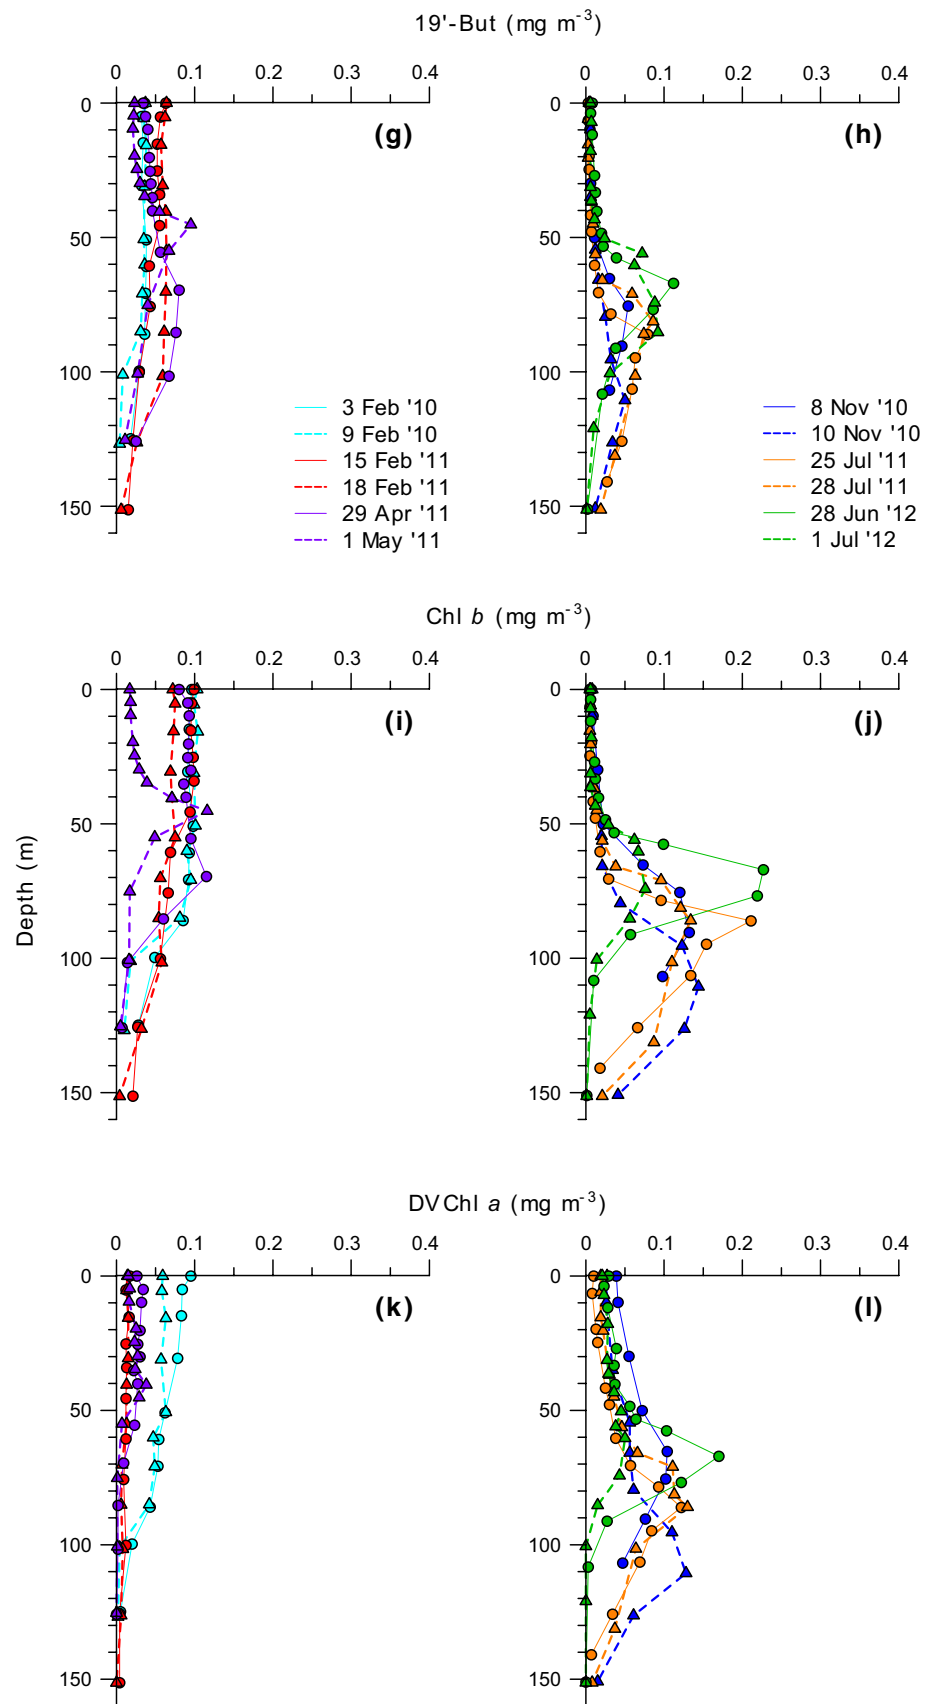 19'-But (mg m-3)
0 0.1 0.2 0.3 0.4
0 0.1 0.2 0.3 0.4
0
50
100
150
(g)
3 Feb '10
9 Feb '10
15 Feb '11
18 Feb '11
29 Apr '11
1 May '11
0
50
100
150
(h)
8 Nov '10
10 Nov '10
25 Jul '11
28 Jul '11
28 Jun '12
1 Jul '12
Chl b (mg m-3)
0 0.1 0.2 0.3 0.4
0 0.1 0.2 0.3 0.4
Depth (m)
0
50
100
150
(i)
0
50
100
150
(j)
DVChl a (mg m-3)
0 0.1 0.2 0.3 0.4
0 0.1 0.2 0.3 0.4
0
50
100
150
(k)
0
50
100
150
(l)